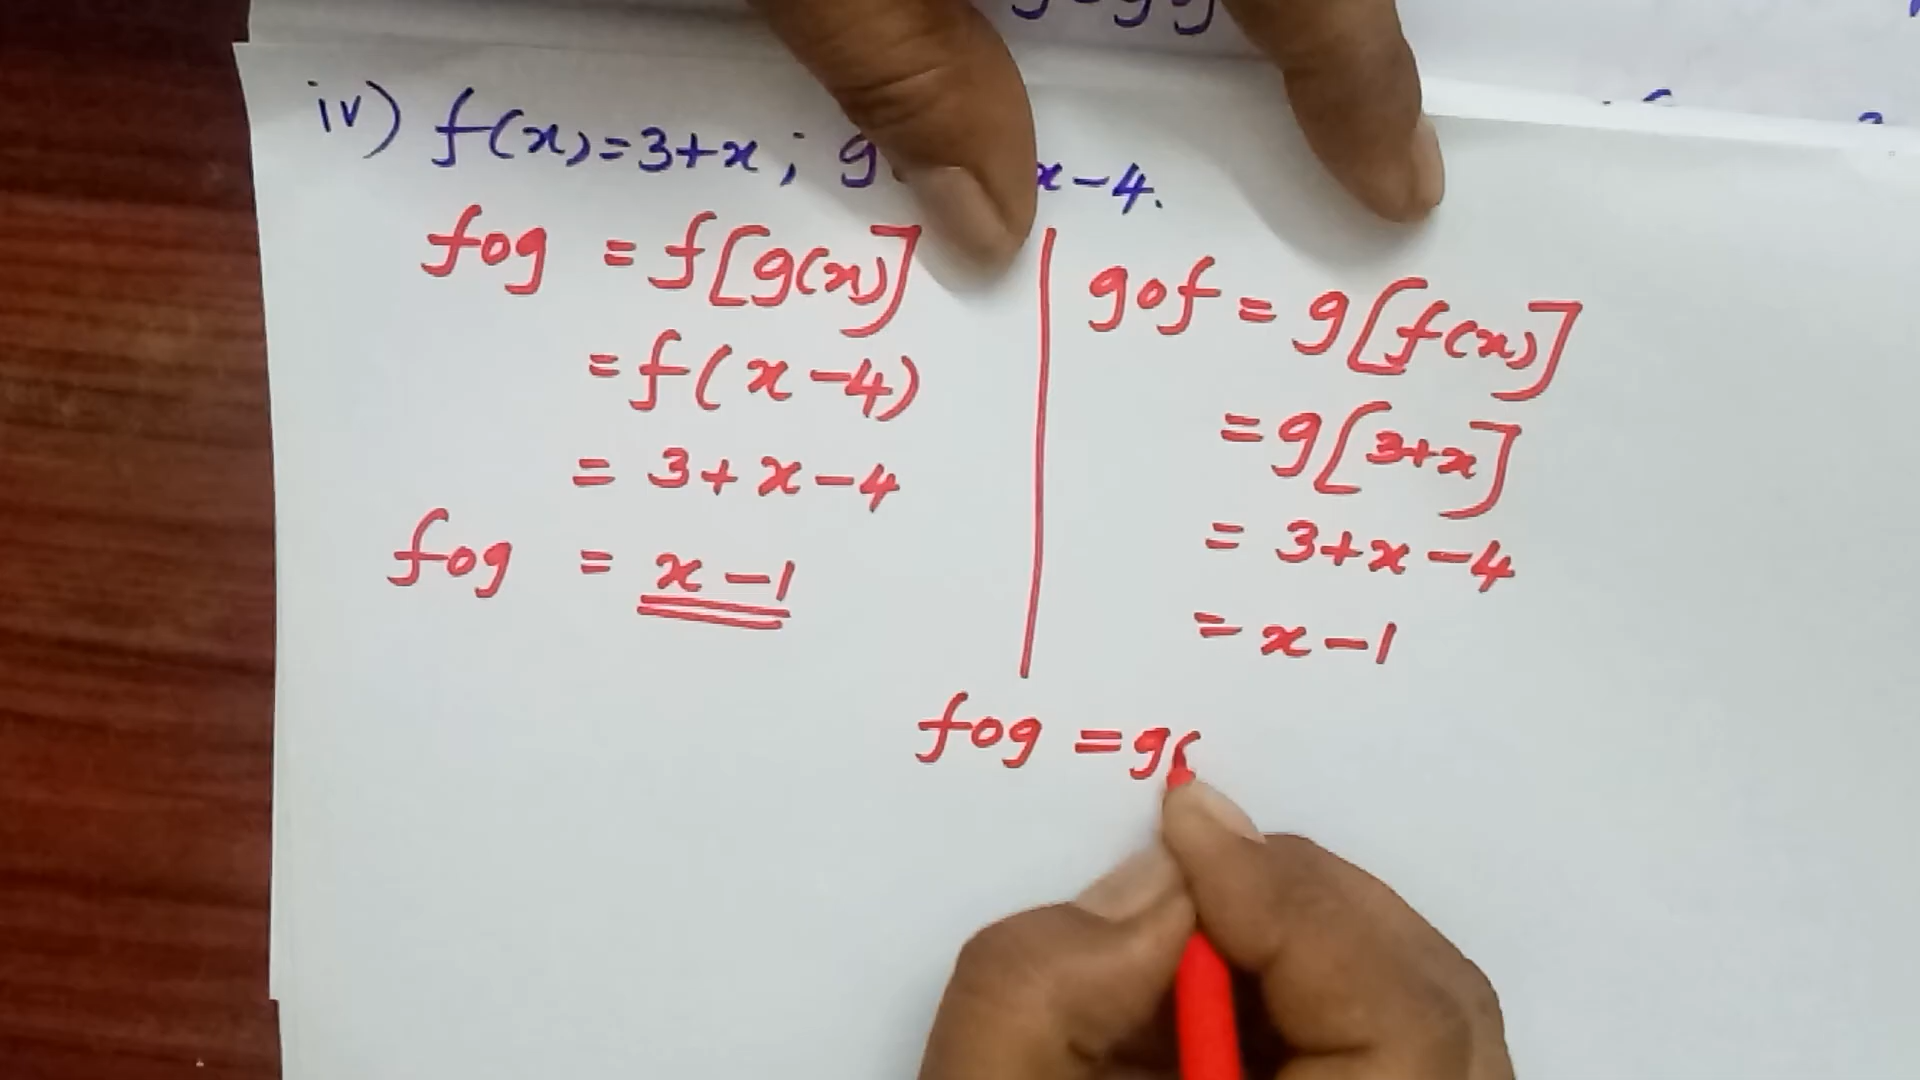 iv) f(x)=3+x; g x-4.
fog = f[g(x)]
= f(x-4)
= 3+x-4
fog = x-1
gof = g[f(x)]
= g[3+x]
= 3+x-4
= x-1
fog = g